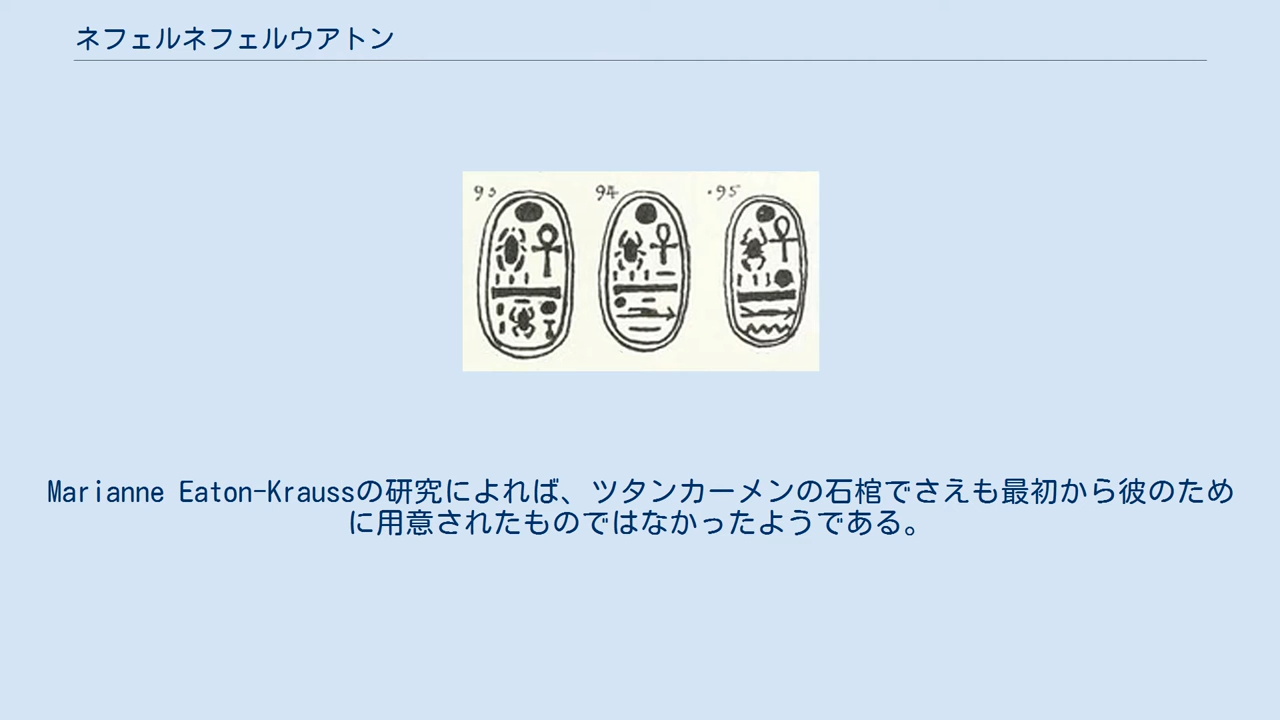 ネフェルネフェルウアトン
93 94 .95
Marianne Eaton-Kraussの研究によれば、ツタンカーメンの石棺でさえも最初から彼のため
に用意されたものではなかったようである。